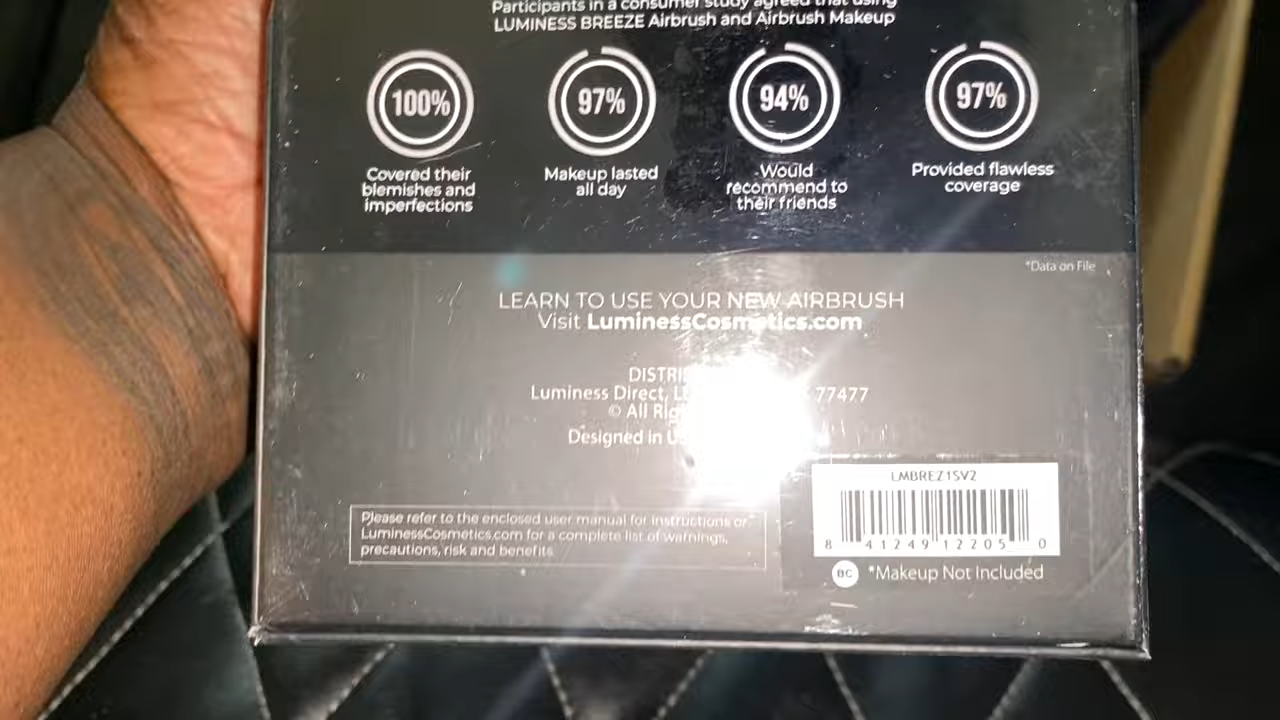 Participants in a consumer study agreed that using
LUMINESS BREEZE Airbrush and Airbrush Makeup
100%
97%
94%
97%
Covered their
blemishes and
imperfections
Makeup lasted
all day
Would
recommend to
their friends
Provided flawless
coverage
*Data on File
LEARN TO USE YOUR NEW AIRBRUSH
Visit LuminessCosmetics.com
Luminess Direct, 77477
© All
Designed in
Please refer to the enclosed user manual for instructions or
LuminessCosmetics.com for a complete list of warnings,
precautions, risk and benefits
LMBREZ1SV2
8 41249 12205 0
BC *Makeup Not Included